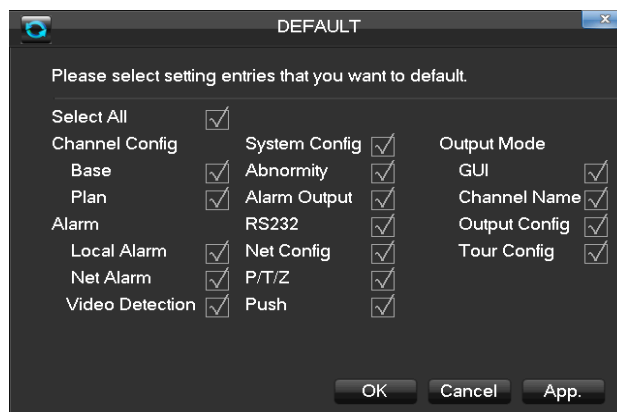 DEFAULT
Please select setting entries that you want to default.
Select All
Channel Config System Config Output Mode
Base Abnormity GUI
Plan Alarm Output Channel Name
Alarm RS232 Output Config
Local Alarm Net Config Tour Config
Net Alarm P/T/Z
Video Detection Push
OK Cancel App.